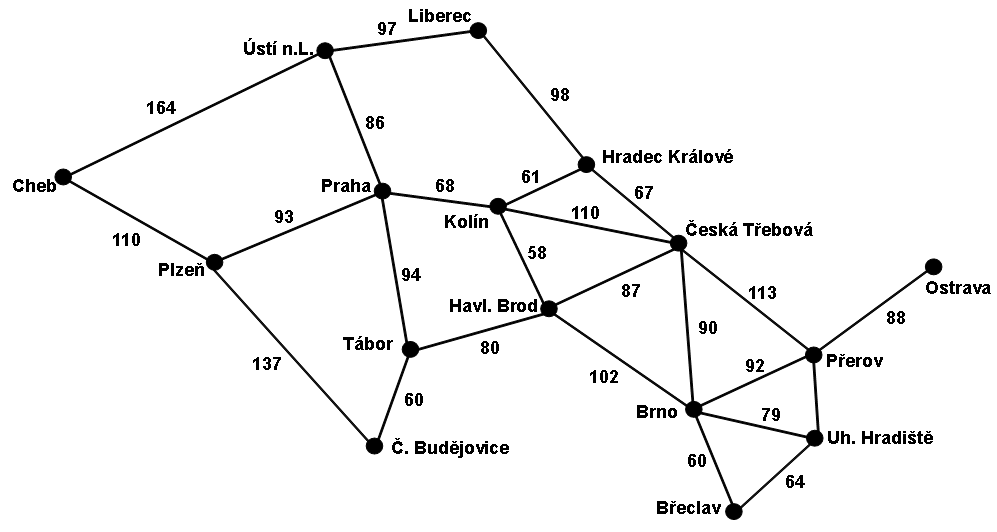 Liberec
97
Ústí n.L.
98
164
86
Hradec Králové
61
Praha
68
67
Cheb
Kolín
110
93
Česká Třebová
110
58
Plzeň
94
Havl. Brod
87
113
Ostrava
88
90
Tábor
80
137
92
Přerov
102
60
Brno
79
Uh. Hradiště
Č. Budějovice
60
64
Břeclav